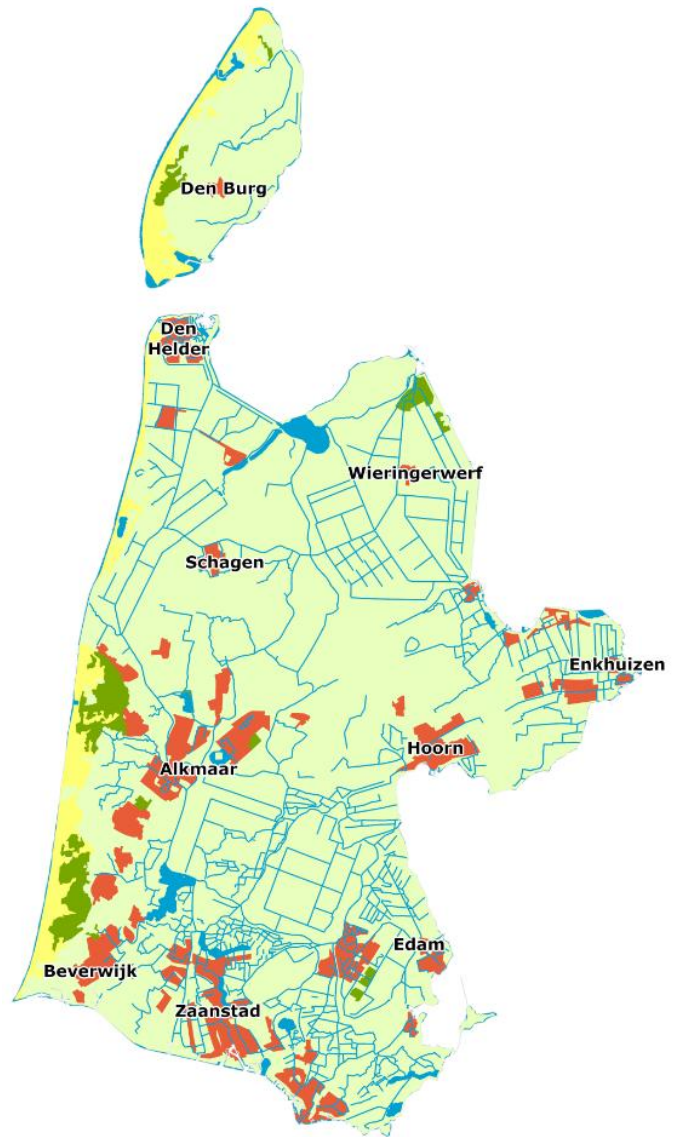 Den Burg
Den
Helder
Wieringerwerf
Schagen
Enkhuizen
Hoorn
Alkmaar
Edam
Beverwijk
Zaanstad